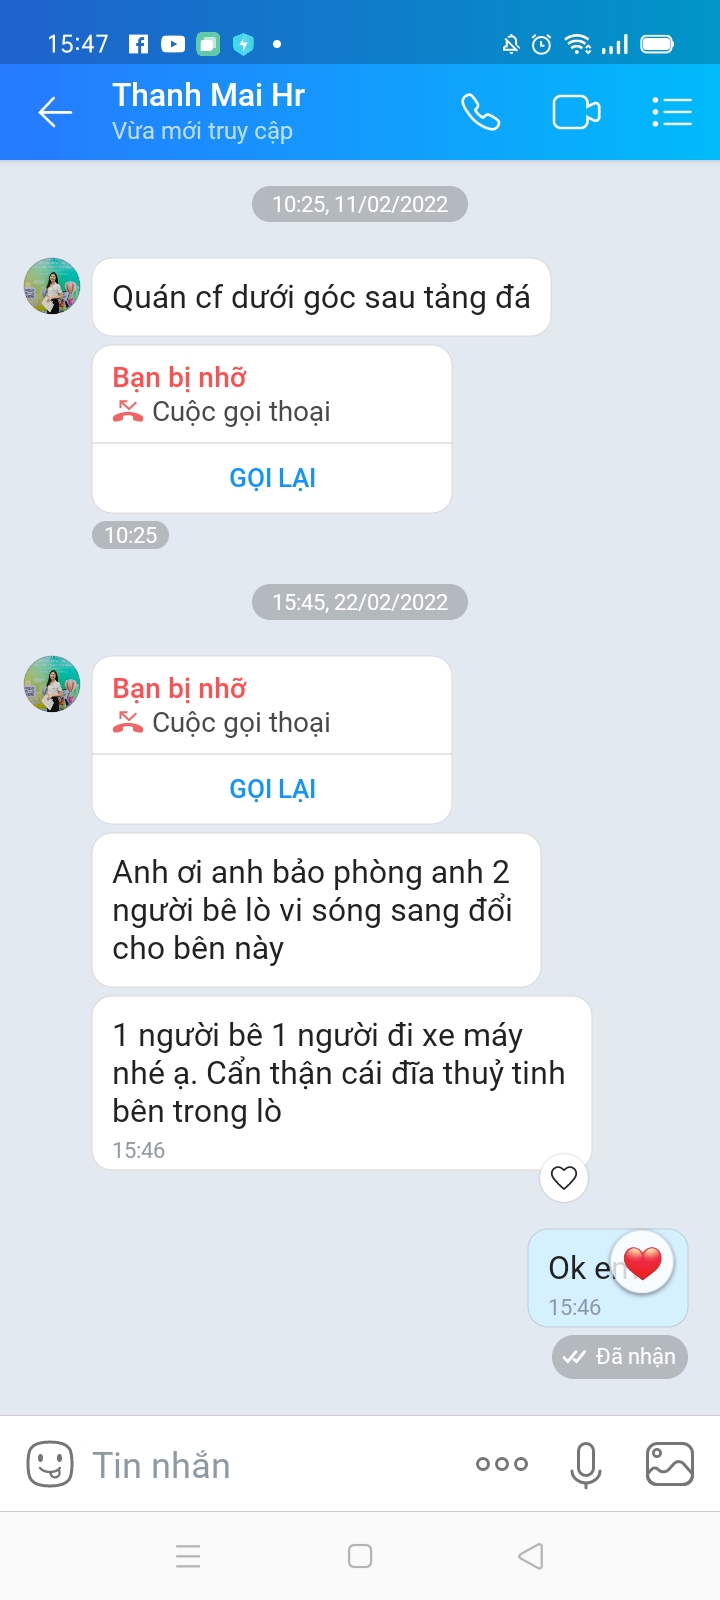 15:47
Thanh Mai Hr
Vừa mới truy cập
10:25, 11/02/2022
Quán cf dưới góc sau tảng đá
Bạn bị nhỡ
Cuộc gọi thoại
GỌI LẠI
10:25
15:45, 22/02/2022
Bạn bị nhỡ
Cuộc gọi thoại
GỌI LẠI
Anh ơi anh bảo phòng anh 2
người bê lò vi sóng sang đổi
cho bên này
1 người bê 1 người đi xe máy
nhé ạ. Cẩn thận cái đĩa thuỷ tinh
bên trong lò
15:46
Ok em
15:46
Đã nhận
Tin nhắn